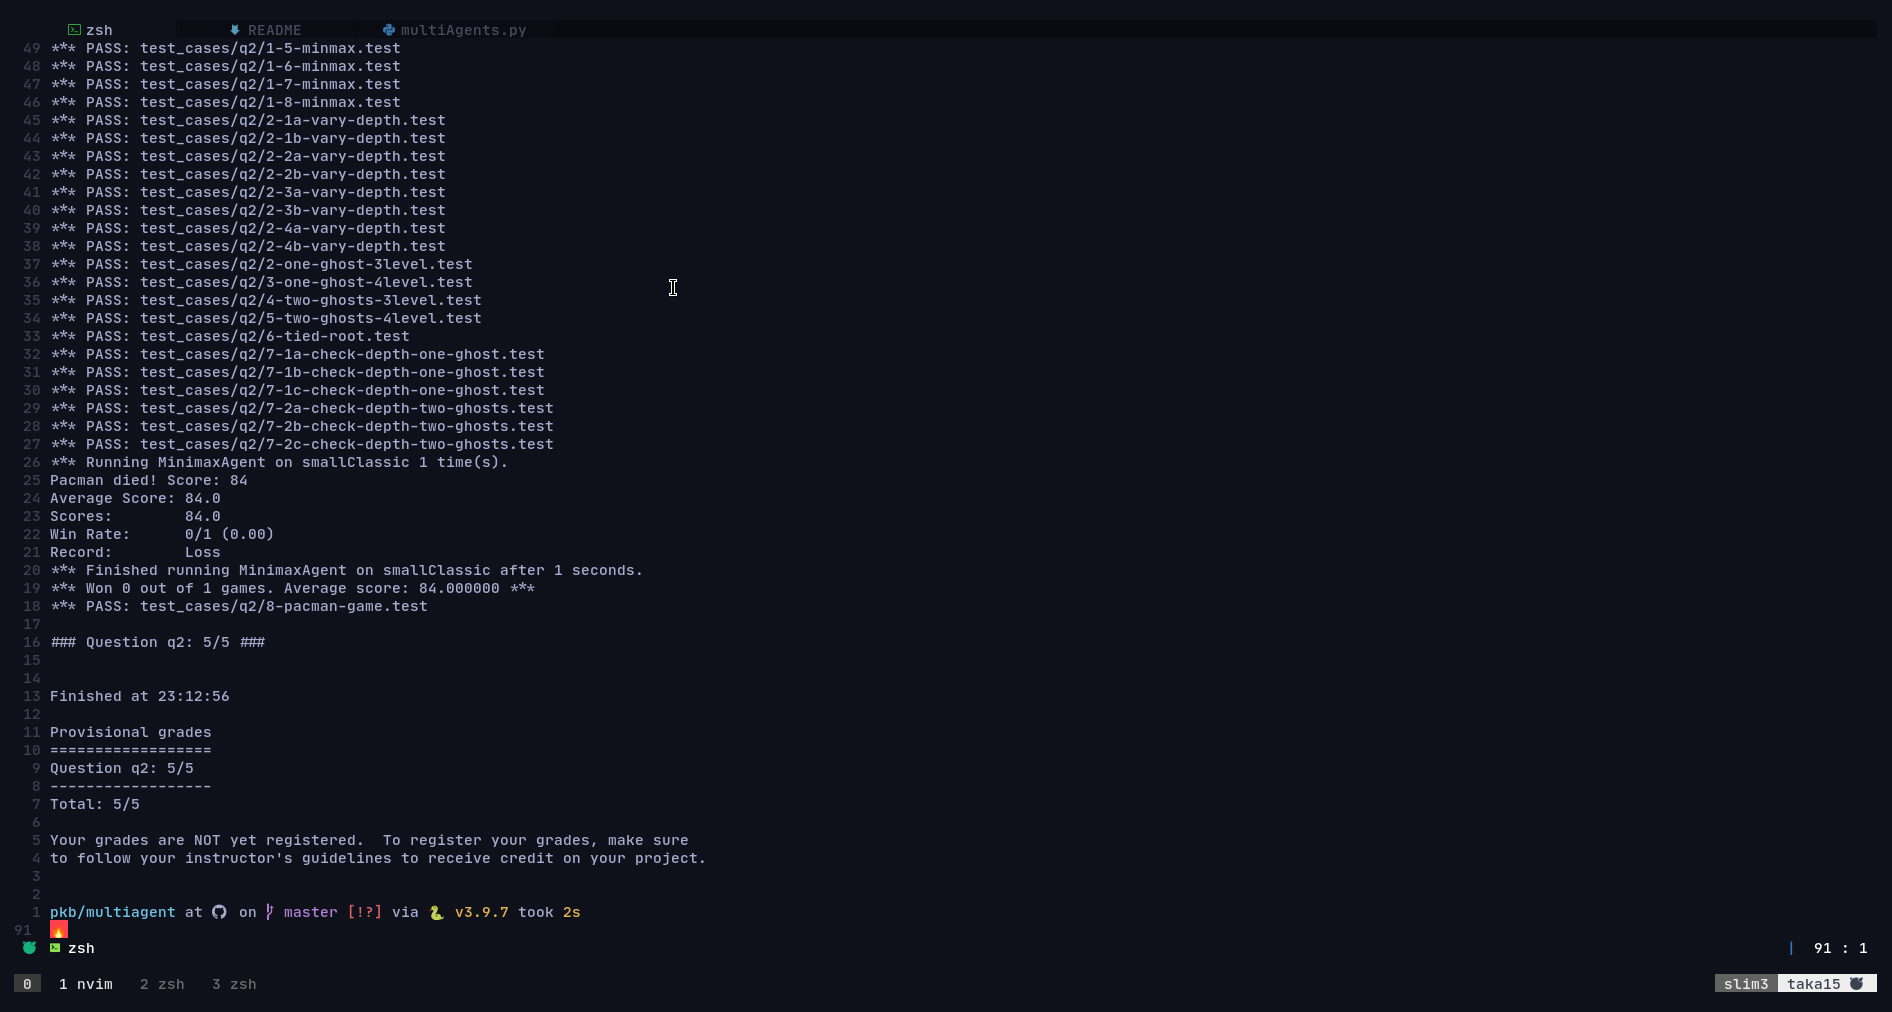 zsh README multiAgents.py
49 *** PASS: test_cases/q2/1-5-minmax.test
48 *** PASS: test_cases/q2/1-6-minmax.test
47 *** PASS: test_cases/q2/1-7-minmax.test
46 *** PASS: test_cases/q2/1-8-minmax.test
45 *** PASS: test_cases/q2/2-1a-vary-depth.test
44 *** PASS: test_cases/q2/2-1b-vary-depth.test
43 *** PASS: test_cases/q2/2-2a-vary-depth.test
42 *** PASS: test_cases/q2/2-2b-vary-depth.test
41 *** PASS: test_cases/q2/2-3a-vary-depth.test
40 *** PASS: test_cases/q2/2-3b-vary-depth.test
39 *** PASS: test_cases/q2/2-4a-vary-depth.test
38 *** PASS: test_cases/q2/2-4b-vary-depth.test
37 *** PASS: test_cases/q2/2-one-ghost-3level.test
36 *** PASS: test_cases/q2/3-one-ghost-4level.test
35 *** PASS: test_cases/q2/4-two-ghosts-3level.test
34 *** PASS: test_cases/q2/5-two-ghosts-4level.test
33 *** PASS: test_cases/q2/6-tied-root.test
32 *** PASS: test_cases/q2/7-1a-check-depth-one-ghost.test
31 *** PASS: test_cases/q2/7-1b-check-depth-one-ghost.test
30 *** PASS: test_cases/q2/7-1c-check-depth-one-ghost.test
29 *** PASS: test_cases/q2/7-2a-check-depth-two-ghosts.test
28 *** PASS: test_cases/q2/7-2b-check-depth-two-ghosts.test
27 *** PASS: test_cases/q2/7-2c-check-depth-two-ghosts.test
26 *** Running MinimaxAgent on smallClassic 1 time(s).
25 Pacman died! Score: 84
24 Average Score: 84.0
23 Scores:        84.0
22 Win Rate:      0/1 (0.00)
21 Record:        Loss
20 *** Finished running MinimaxAgent on smallClassic after 1 seconds.
19 *** Won 0 out of 1 games. Average score: 84.000000 ***
18 *** PASS: test_cases/q2/8-pacman-game.test
17
16 ### Question q2: 5/5 ###
15
14
13 Finished at 23:12:56
12
11 Provisional grades
10 ==================
9 Question q2: 5/5
8 ------------------
7 Total: 5/5
6
5 Your grades are NOT yet registered.  To register your grades, make sure
4 to follow your instructor's guidelines to receive credit on your project.
3
2
1 pkb/multiagent at on master [!?] via 🐍 v3.9.7 took 2s
91 🔥
zsh | 91 : 1
0 1 nvim 2 zsh 3 zsh slim3 taka15